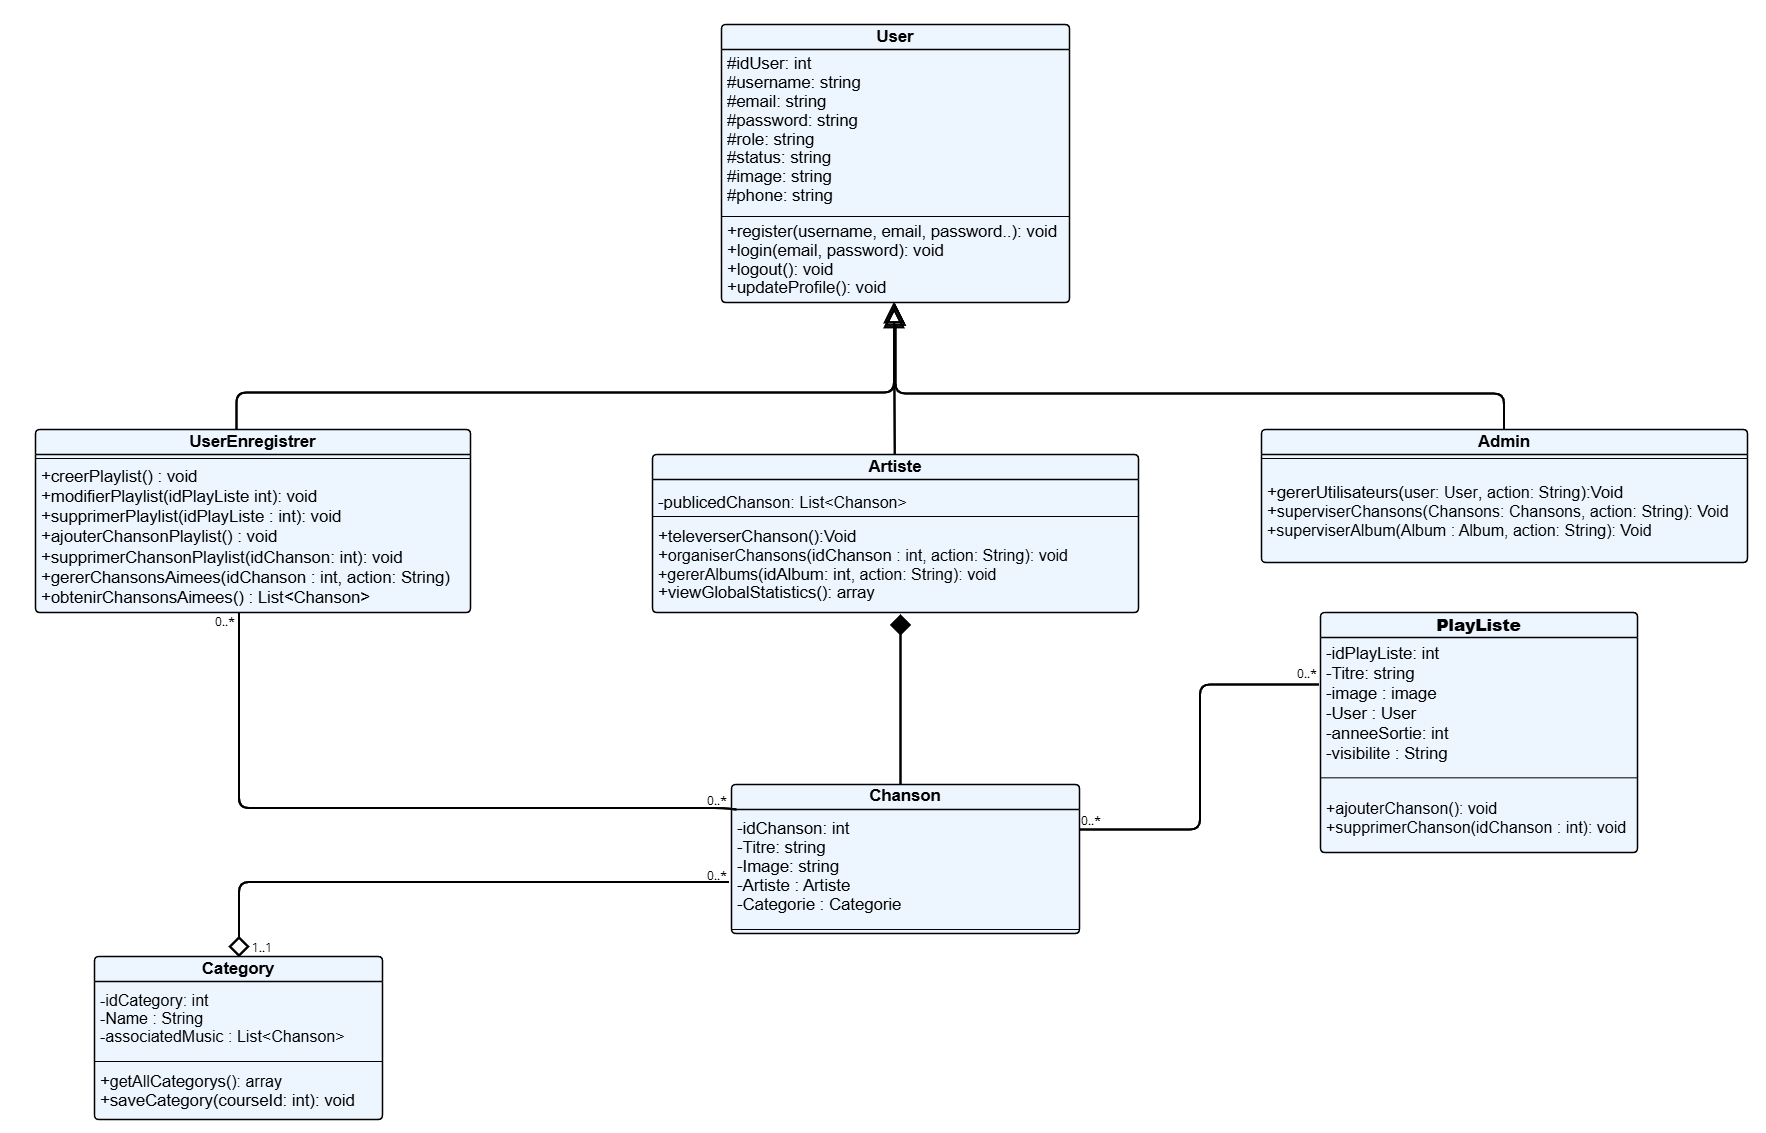 User
#idUser: int
#username: string
#email: string
#password: string
#role: string
#status: string
#image: string
#phone: string
+register(username, email, password..): void
+login(email, password): void
+logout(): void
+updateProfile(): void
UserEnregistrer
+creerPlaylist() : void
+modifierPlaylist(idPlayListe int): void
+supprimerPlaylist(idPlayListe : int): void
+ajouterChansonPlaylist() : void
+supprimerChansonPlaylist(idChanson: int): void
+gererChansonsAimees(idChanson : int, action: String)
+obtenirChansonsAimees() : List<Chanson>
0..*
Artiste
-publicedChanson: List<Chanson>
+televerserChanson():Void
+organiserChansons(idChanson : int, action: String): void
+gererAlbums(idAlbum: int, action: String): void
+viewGlobalStatistics(): array
Admin
+gererUtilisateurs(user: User, action: String):Void
+superviserChansons(Chansons: Chansons, action: String): Void
+superviserAlbum(Album : Album, action: String): Void
PlayListe
-idPlayListe: int
-Titre: string
-image : image
-User : User
-anneeSortie: int
-visibilite : String
+ajouterChanson(): void
+supprimerChanson(idChanson : int): void
0..*
0..*
Chanson
-idChanson: int
-Titre: string
-Image: string
-Artiste : Artiste
-Categorie : Categorie
0..*
0..*
1..1
Category
-idCategory: int
-Name : String
-associatedMusic : List<Chanson>
+getAllCategorys(): array
+saveCategory(courseId: int): void